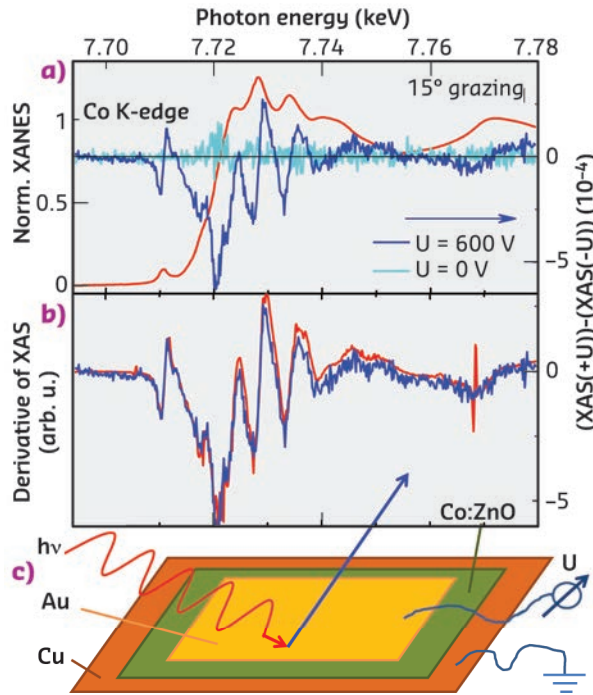 Photon energy (keV)
7.70 7.72 7.74 7.76 7.78
a)
Co K-edge
15° grazing
1
0.5
0
Norm. XANES
0
−5
U = 600 V
U = 0 V
(XAS(+U))-(XAS(-U)) (10⁻⁴)
b)
Derivative of XAS
(arb. u.)
0
0
−5
Co:ZnO
hν
c)
U
Au
Cu